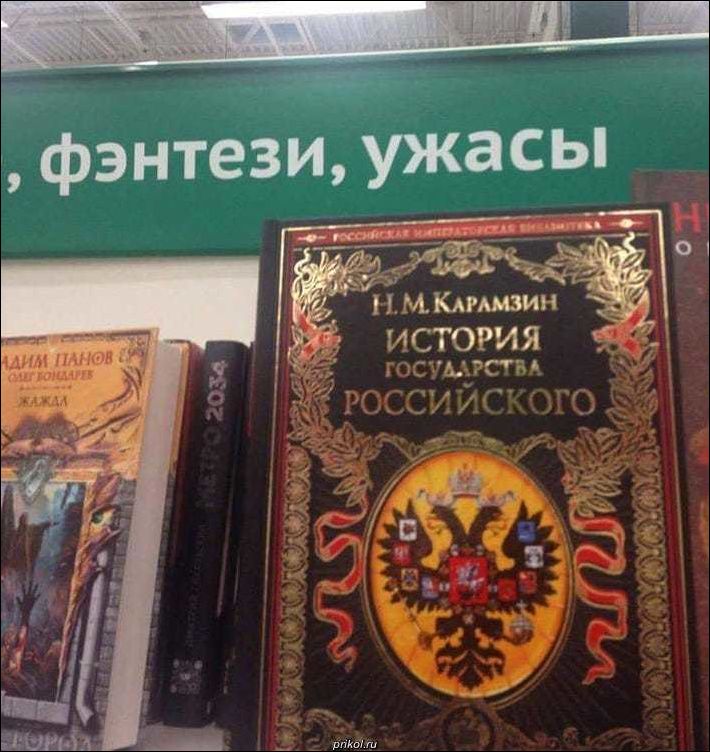 , фэнтези, ужасы
РОССИЙСКАЯ ИМПЕРАТОРСКАЯ БИБЛИОТЕКА
Н.М. КАРАМЗИН
ИСТОРИЯ
ГОСУДАРСТВА
РОССИЙСКОГО
АДИМ ПАНОВ
ОЛЕГ БОНДАРЕВ
ЖАЖДА
МЕТРО 2034
prikol.ru